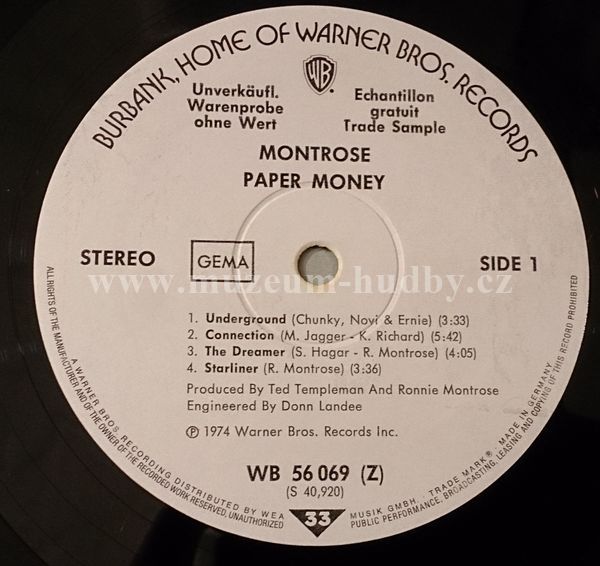 BURBANK, HOME OF WARNER BROS. RECORDS
WB
Unverkäufl.
Warenprobe
ohne Wert
Echantillon
gratuit
Trade Sample
MONTROSE
PAPER MONEY
STEREO
GEMA
SIDE 1
www.muzeum-hudby.cz
1. Underground (Chunky, Novi & Ernie) (3:33)
2. Connection (M. Jagger - K. Richard) (5:42)
3. The Dreamer (S. Hagar - R. Montrose) (4:05)
4. Starliner (R. Montrose) (3:36)
Produced By Ted Templeman and Ronnie Montrose
Engineered By Donn Landee
℗ 1974 Warner Bros. Records Inc.
WB 56 069 (Z)
(S 40,920)
33
ALL RIGHTS OF THE MANUFACTURER AND OF THE OWNER OF THE RECORDED WORK RESERVED, UNAUTHORIZED
PUBLIC PERFORMANCE, BROADCASTING, LEASING AND COPYING OF THIS RECORD PROHIBITED
A WARNER BROS. RECORDING DISTRIBUTED BY WEA
MUSIK GMBH · TRADE MARK® · MADE IN GERMANY